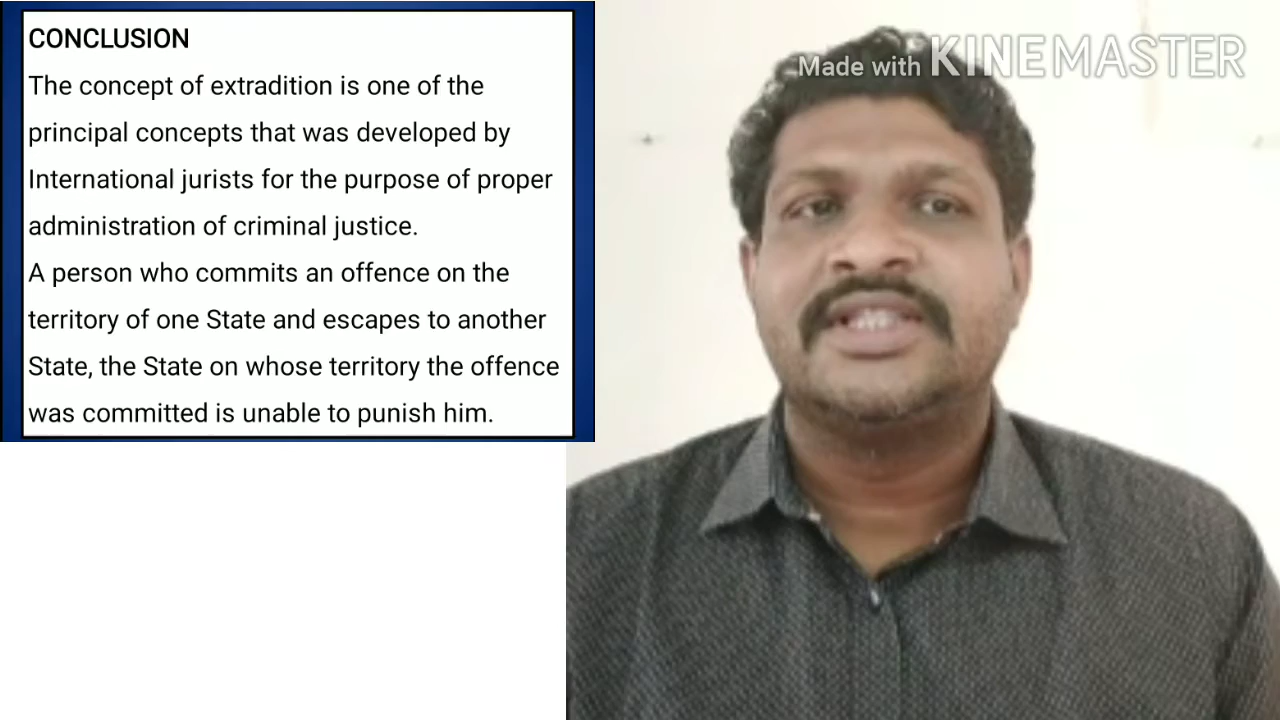 CONCLUSION
The concept of extradition is one of the
principal concepts that was developed by
International jurists for the purpose of proper
administration of criminal justice.
A person who commits an offence on the
territory of one State and escapes to another
State, the State on whose territory the offence
was committed is unable to punish him.
Made with KINEMASTER